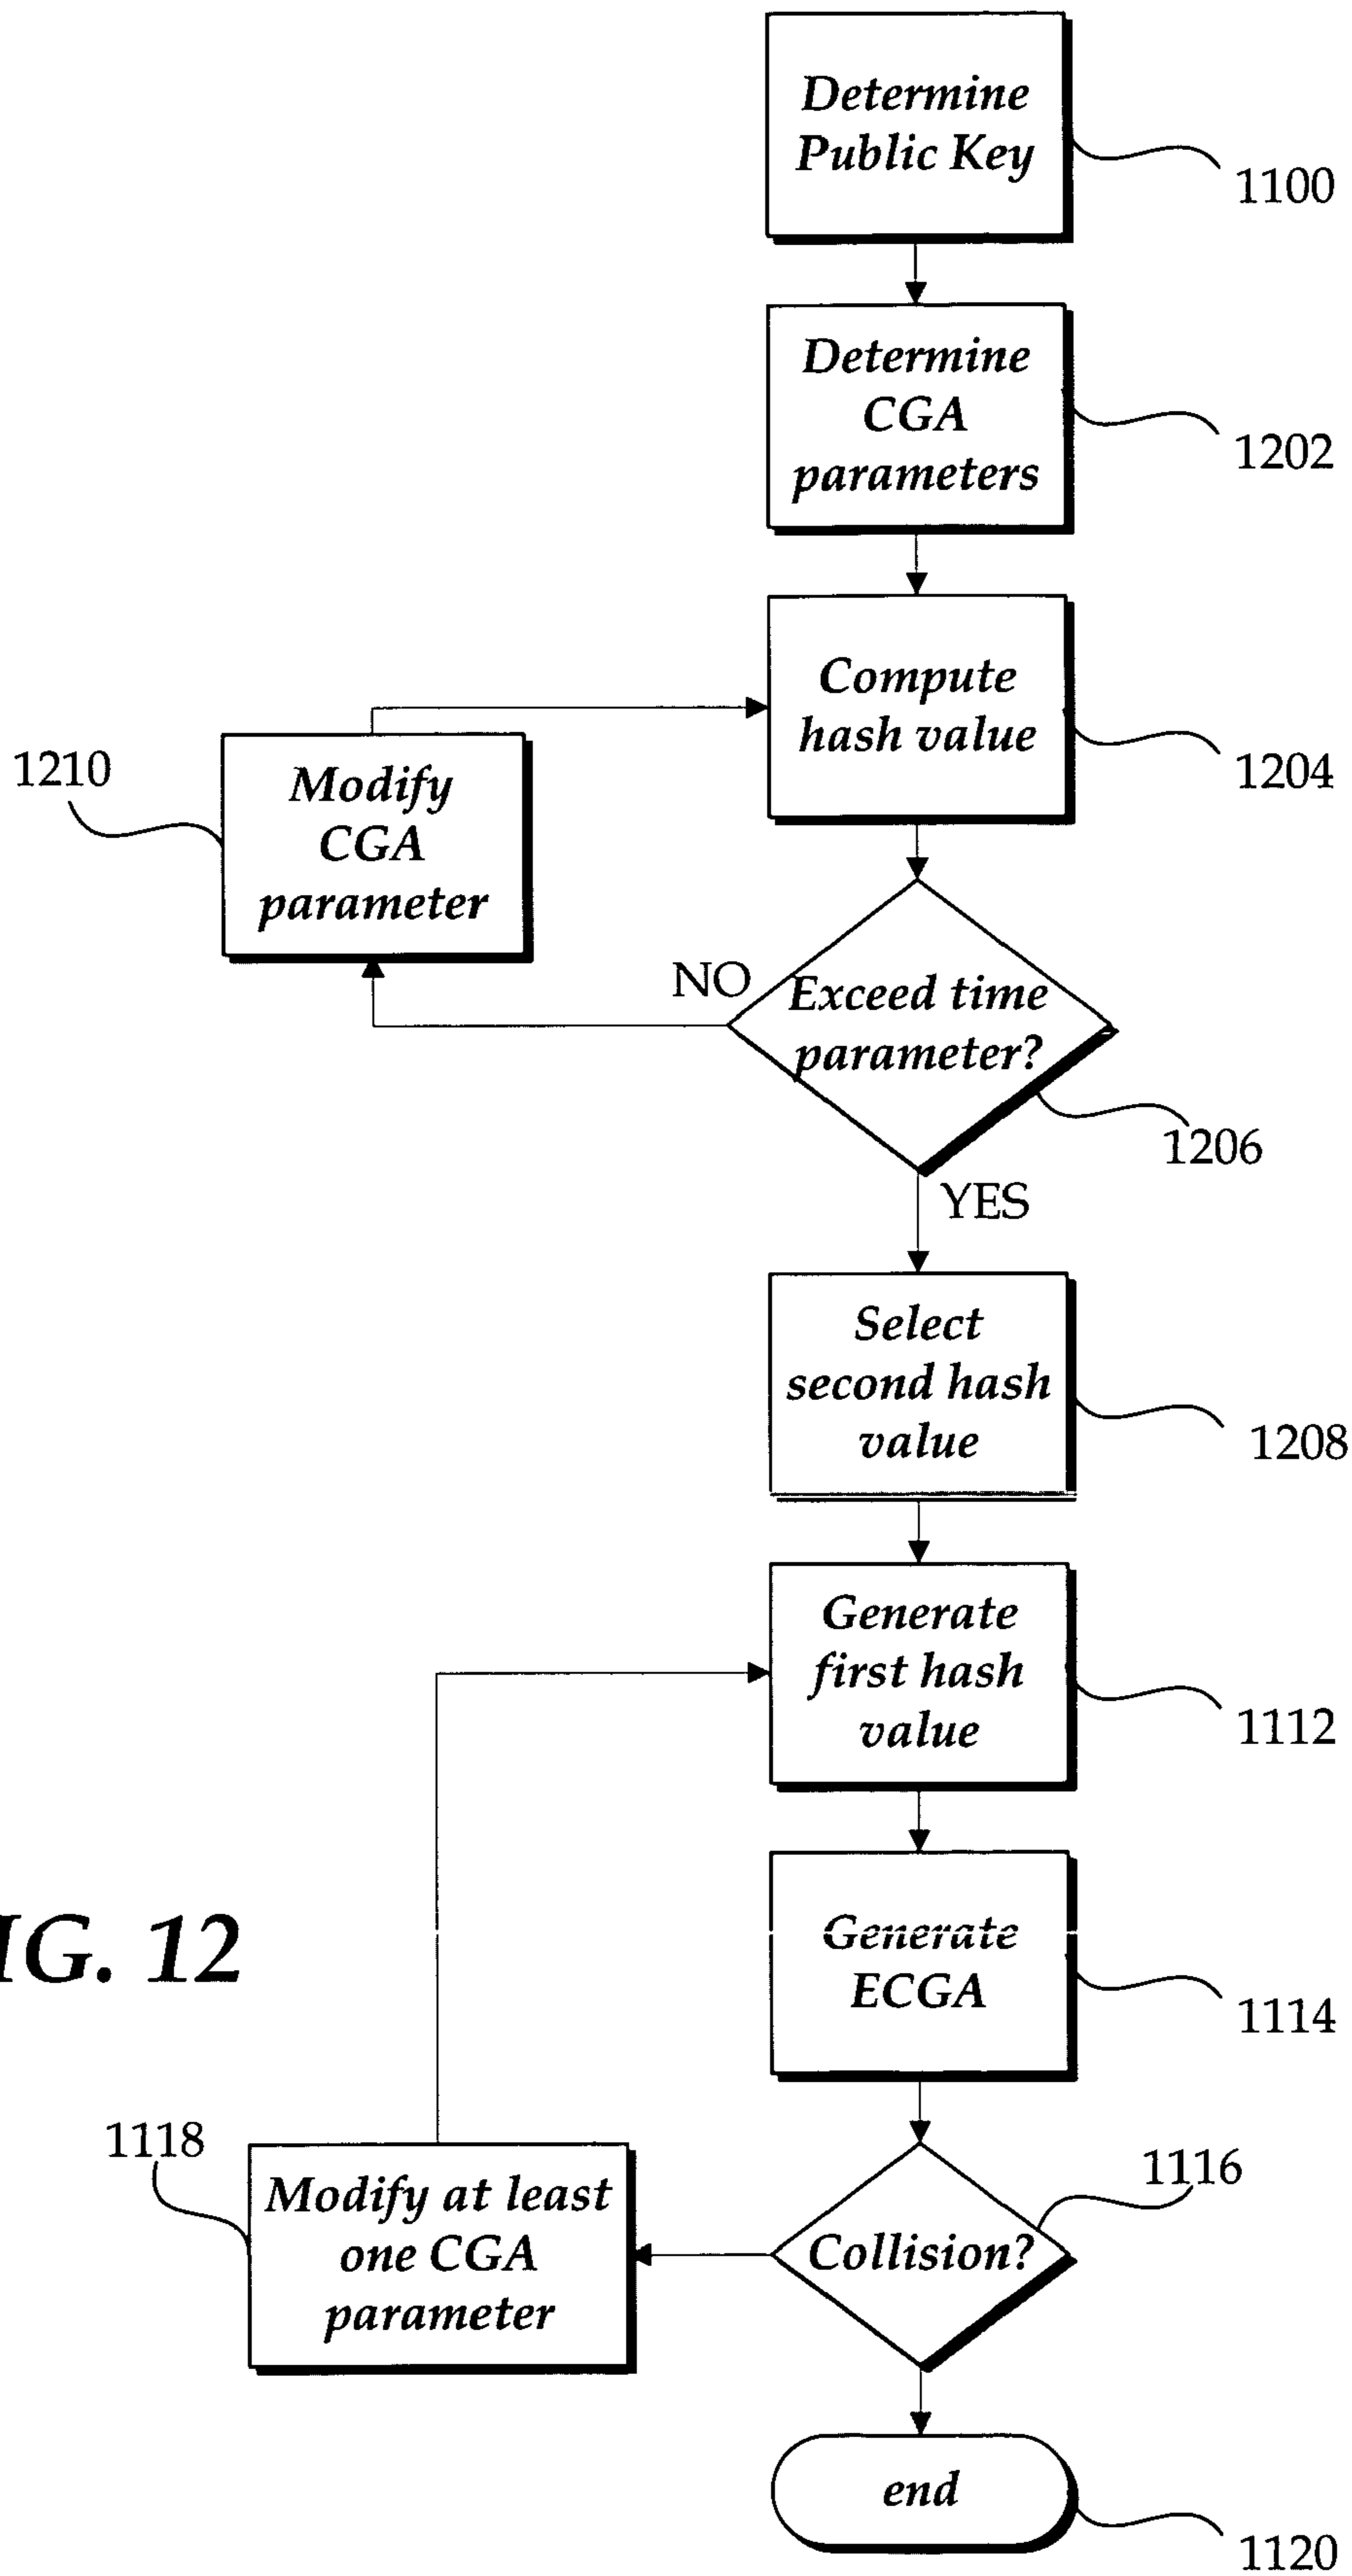 Determine
Public Key
1100
Determine
CGA
parameters
1202
Compute
hash value
1204
1210
Modify
CGA
parameter
NO
Exceed time
parameter?
1206
YES
Select
second hash
value
1208
Generate
first hash
value
1112
Generate
ECGA
1114
IG. 12
1118
Modify at least
one CGA
parameter
1116
Collision?
end
1120